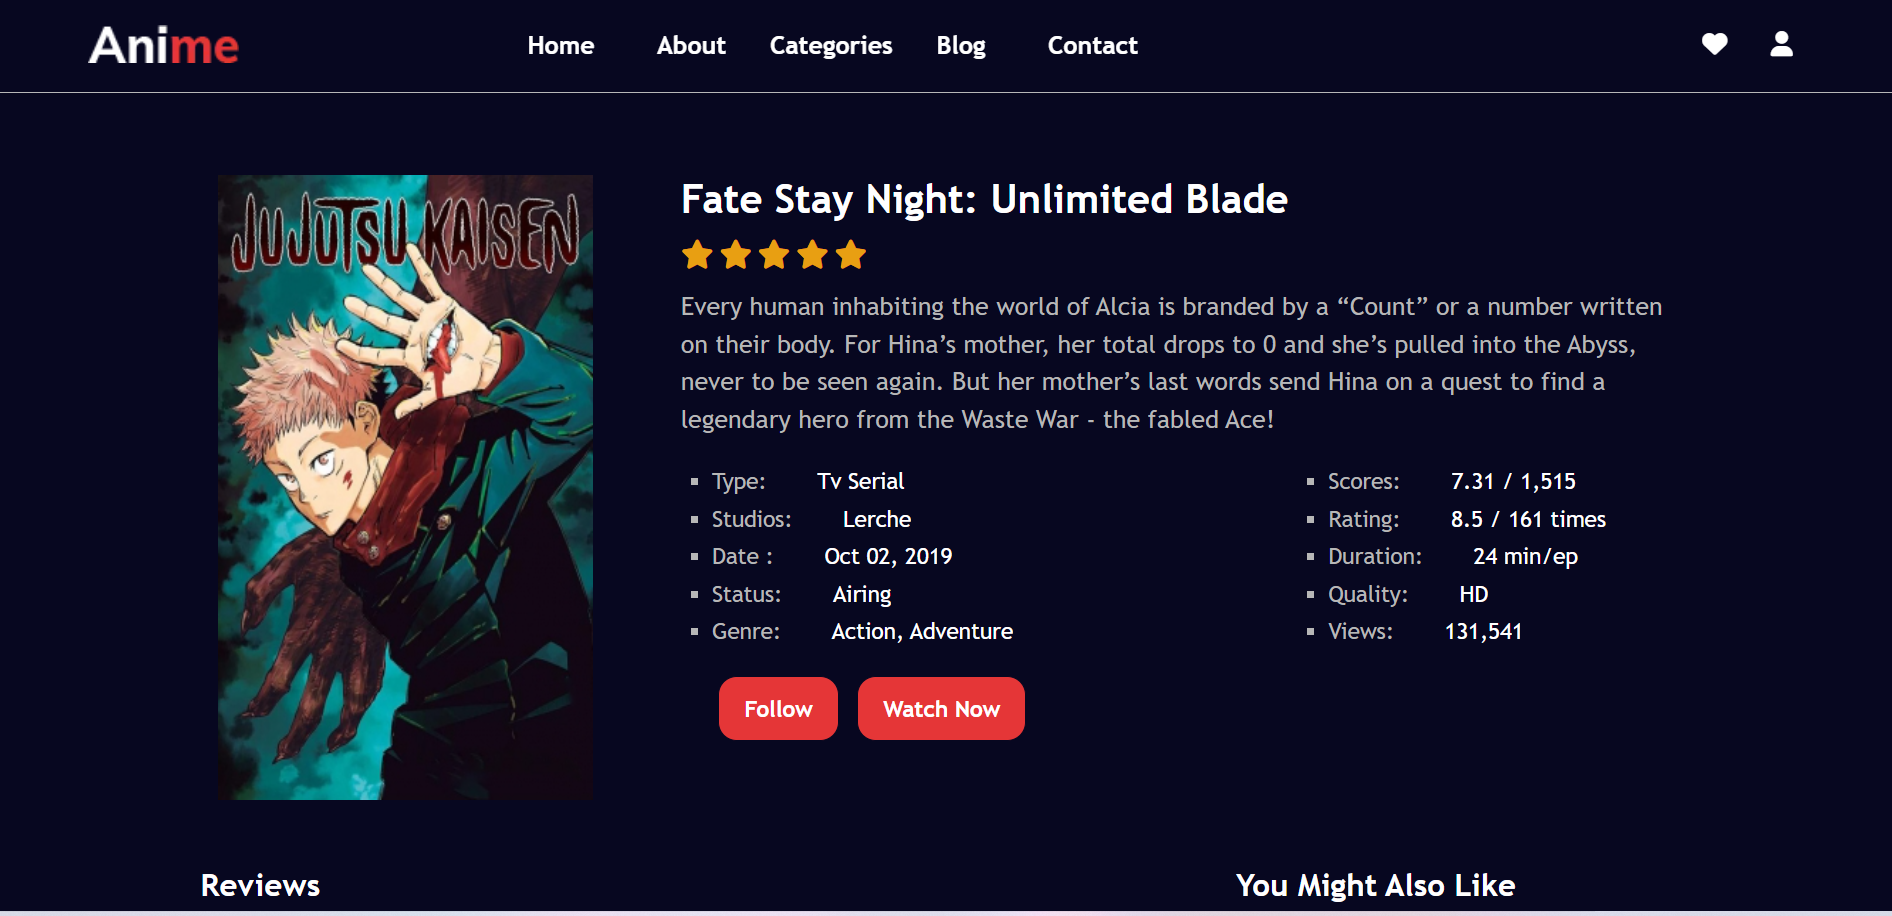 Anime
Home About Categories Blog Contact
JUJUTSU KAISEN
Fate Stay Night: Unlimited Blade
Every human inhabiting the world of Alcia is branded by a “Count” or a number written
on their body. For Hina’s mother, her total drops to 0 and she’s pulled into the Abyss,
never to be seen again. But her mother’s last words send Hina on a quest to find a
legendary hero from the Waste War - the fabled Ace!
Type: Tv Serial
Studios: Lerche
Date : Oct 02, 2019
Status: Airing
Genre: Action, Adventure
Scores: 7.31 / 1,515
Rating: 8.5 / 161 times
Duration: 24 min/ep
Quality: HD
Views: 131,541
Follow Watch Now
Reviews
You Might Also Like